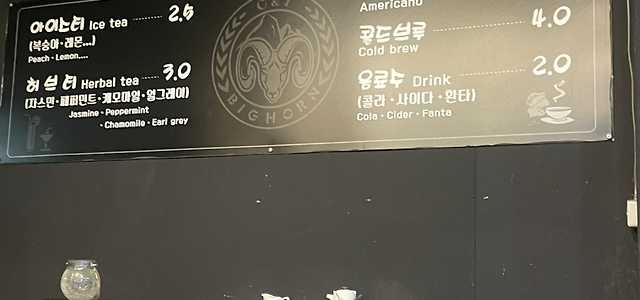 아이스티 Ice tea 2.5
(복숭아•레몬...)
Peach • Lemon....
허브티 Herbal tea 3.0
(자스민•페퍼민트•캐모마일•얼그레이)
Jasmine • Peppermint
• Chamomile • Earl grey
C & T
BIGHORN
Americano
콜드브루 4.0
Cold brew
음료수 Drink 2.0
(콜라•사이다•환타)
Cola • Cider • Fanta